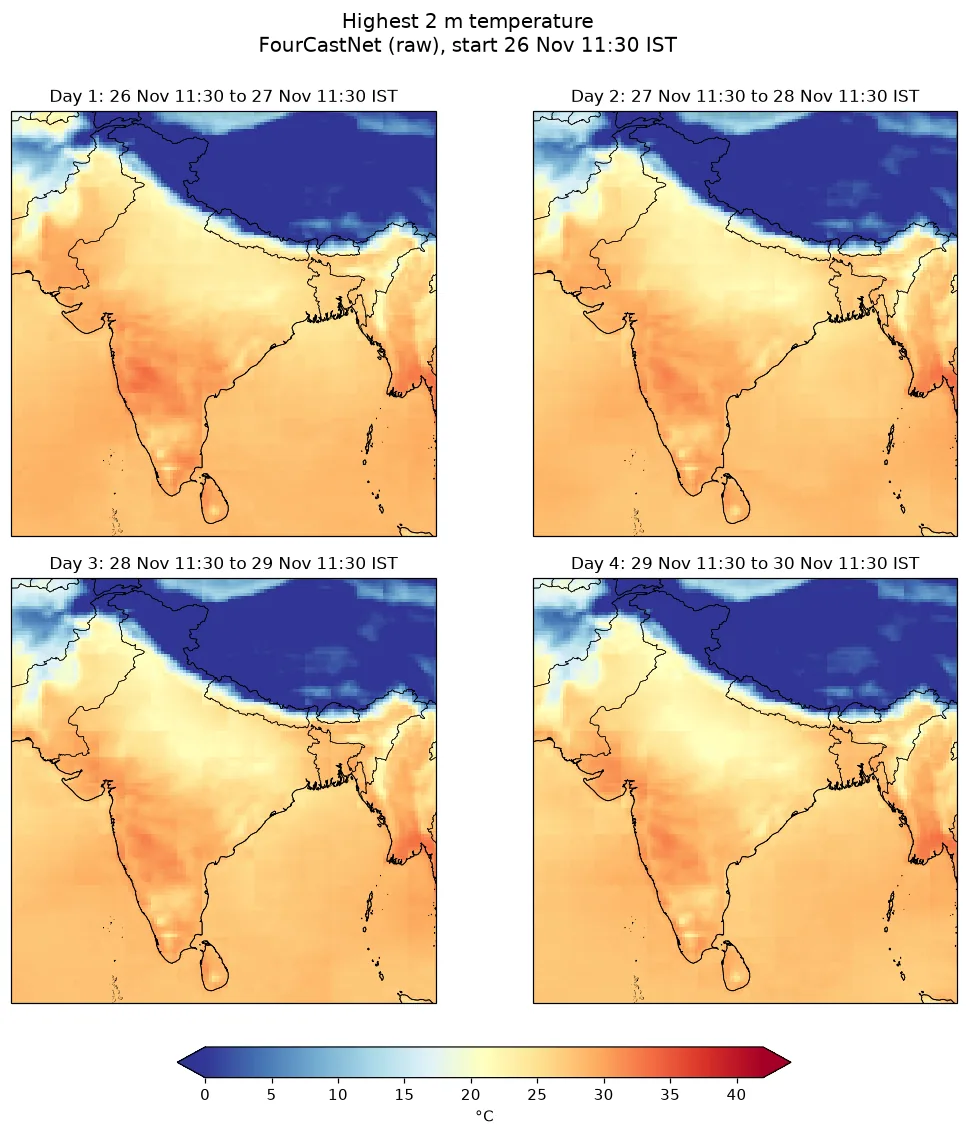 Highest 2 m temperature
FourCastNet (raw), start 26 Nov 11:30 IST
Day 1: 26 Nov 11:30 to 27 Nov 11:30 IST
Day 2: 27 Nov 11:30 to 28 Nov 11:30 IST
Day 3: 28 Nov 11:30 to 29 Nov 11:30 IST
Day 4: 29 Nov 11:30 to 30 Nov 11:30 IST
0 5 10 15 20 25 30 35 40
°C